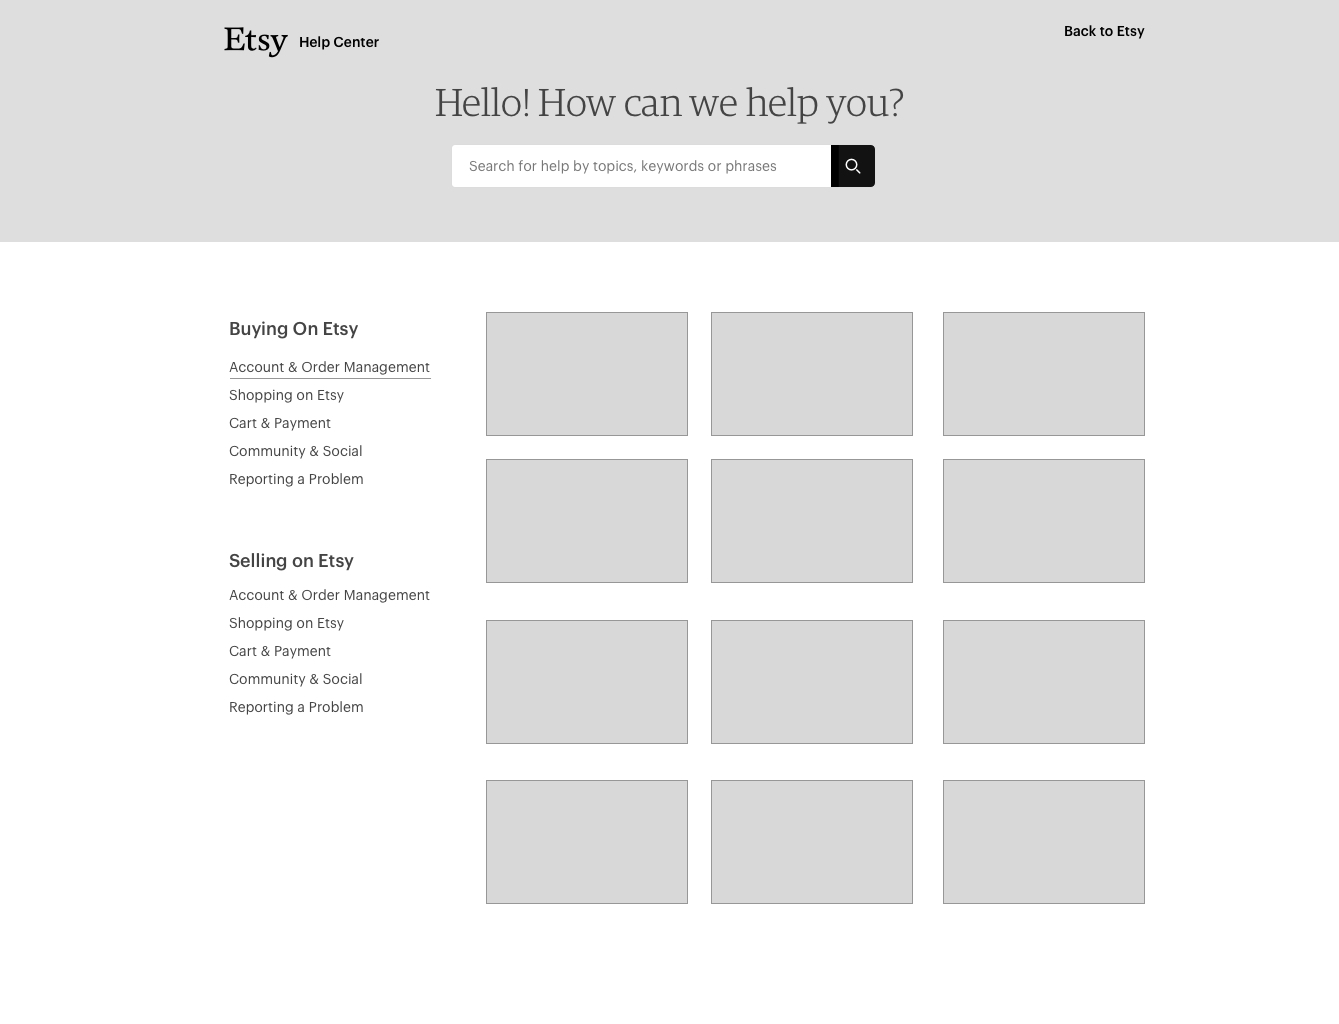 Etsy Help Center
Back to Etsy
Hello! How can we help you?
Search for help by topics, keywords or phrases
Buying On Etsy
Account & Order Management
Shopping on Etsy
Cart & Payment
Community & Social
Reporting a Problem
Selling on Etsy
Account & Order Management
Shopping on Etsy
Cart & Payment
Community & Social
Reporting a Problem